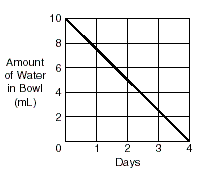 10
8
Amount
of Water
in Bowl
(mL)
6
4
2
0 1 2 3 4
Days